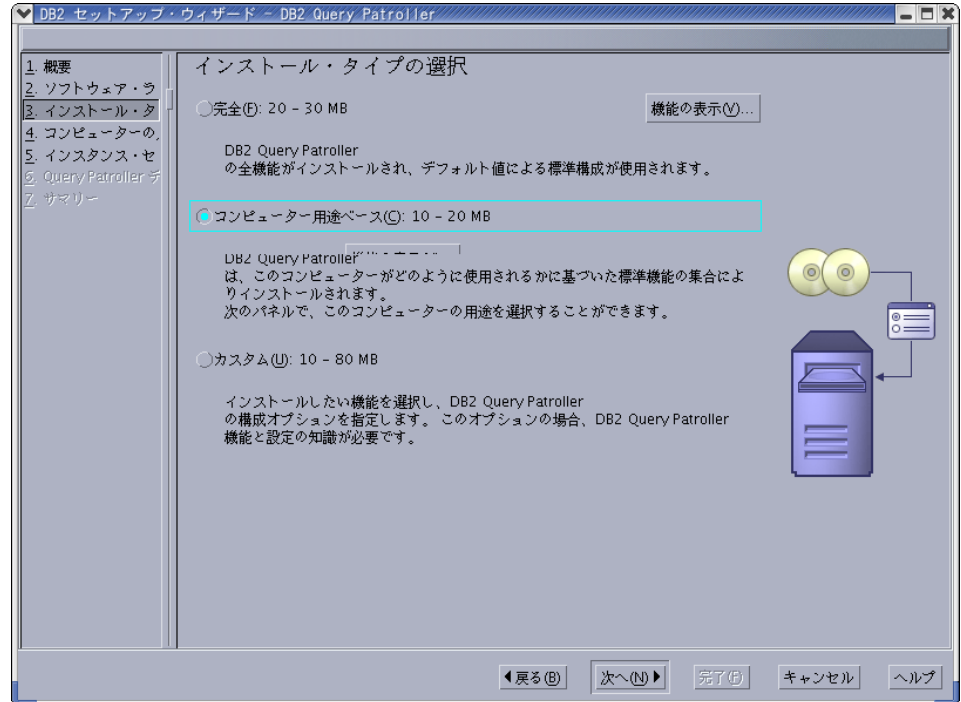 DB2 セットアップ・ウィザード - DB2 Query Patroller
1. 概要
2. ソフトウェア・ラ
3. インストール・タ
4. コンピューターの,
5. インスタンス・セ
6. Query Patroller デ
7. サマリー
インストール・タイプの選択
完全(F): 20 - 30 MB
機能の表示(V)...
DB2 Query Patroller
の全機能がインストールされ、デフォルト値による標準構成が使用されます。
コンピューター用途ベース(C): 10 - 20 MB
DB2 Query Patroller
は、このコンピューターがどのように使用されるかに基づいた標準機能の集合によ
りインストールされます。
次のパネルで、このコンピューターの用途を選択することができます。
カスタム(U): 10 - 80 MB
インストールしたい機能を選択し、DB2 Query Patroller
の構成オプションを指定します。 このオプションの場合、DB2 Query Patroller
機能と設定の知識が必要です。
戻る(B)
次へ(N)
完了(F)
キャンセル
ヘルプ